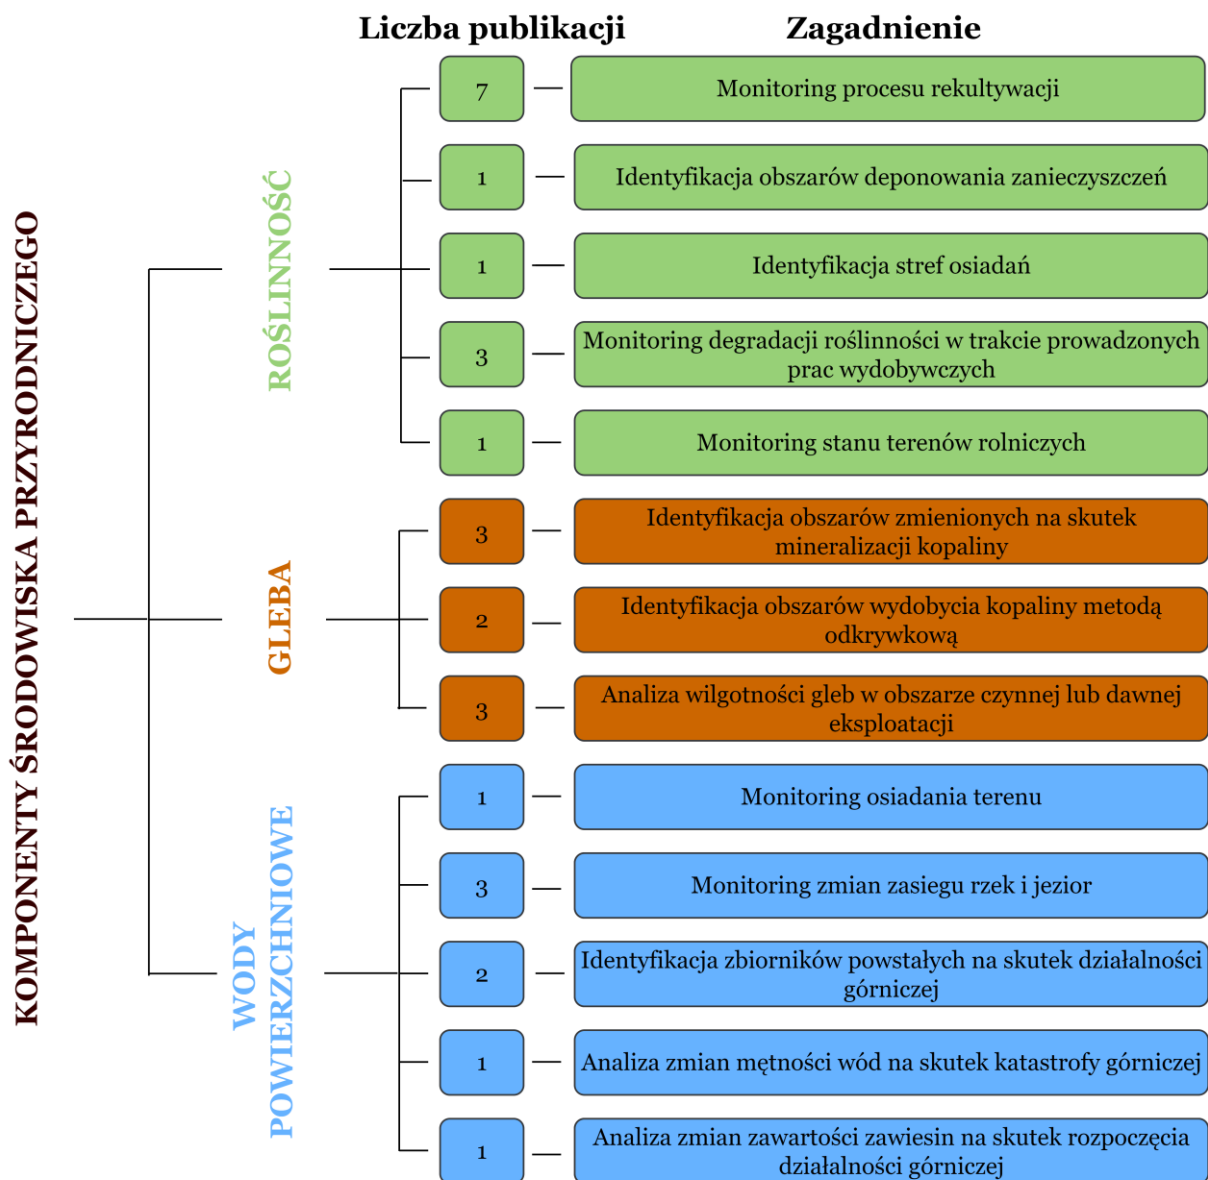 Liczba publikacji
Zagadnienie
KOMPONENTY ŚRODOWISKA PRZYRODNICZEGO
ROŚLINNOŚĆ
7
Monitoring procesu rekultywacji
1
Identyfikacja obszarów deponowania zanieczyszczeń
1
Identyfikacja stref osiadań
3
Monitoring degradacji roślinności w trakcie prowadzonych
prac wydobywczych
1
Monitoring stanu terenów rolniczych
GLEBA
3
Identyfikacja obszarów zmienionych na skutek
mineralizacji kopaliny
2
Identyfikacja obszarów wydobycia kopaliny metodą
odkrywkową
3
Analiza wilgotności gleb w obszarze czynnej lub dawnej
eksploatacji
WODY
POWIERZCHNIOWE
1
Monitoring osiadania terenu
3
Monitoring zmian zasiegu rzek i jezior
2
Identyfikacja zbiorników powstałych na skutek działalności
górniczej
1
Analiza zmian mętności wód na skutek katastrofy górniczej
1
Analiza zmian zawartości zawiesin na skutek rozpoczęcia
działalności górniczej